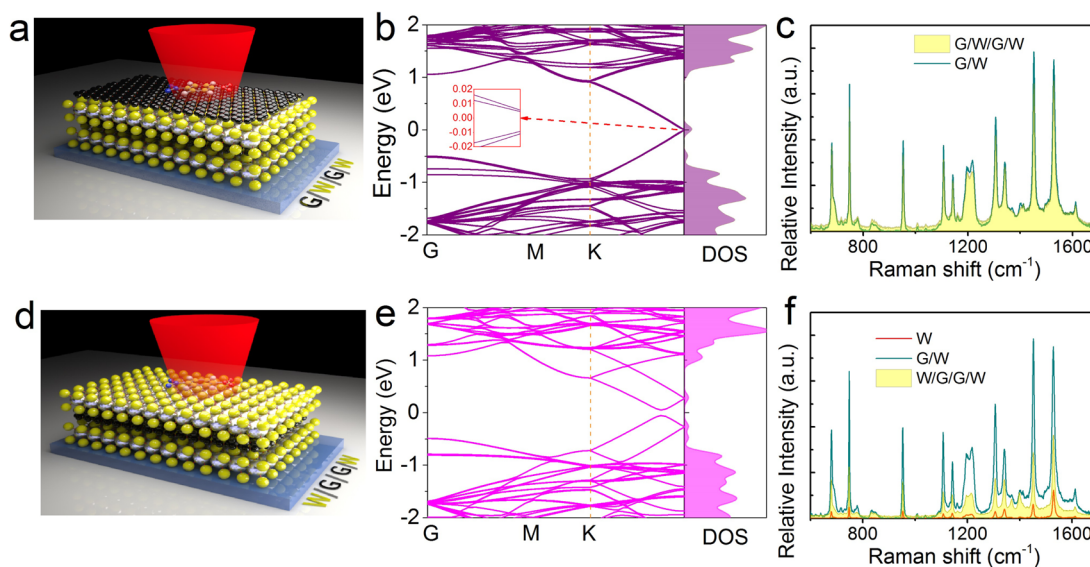 a
G/W/G/W
b
Energy (eV)
2
1
0
-1
-2
0.02
0.01
0.00
-0.01
-0.02
G
M
K
DOS
c
Relative Intensity (a.u.)
G/W/G/W
G/W
800
1200
1600
Raman shift (cm⁻¹)
d
W/G/G/W
e
Energy (eV)
2
1
0
-1
-2
G
M
K
DOS
f
Relative Intensity (a.u.)
W
G/W
W/G/G/W
800
1200
1600
Raman shift (cm⁻¹)